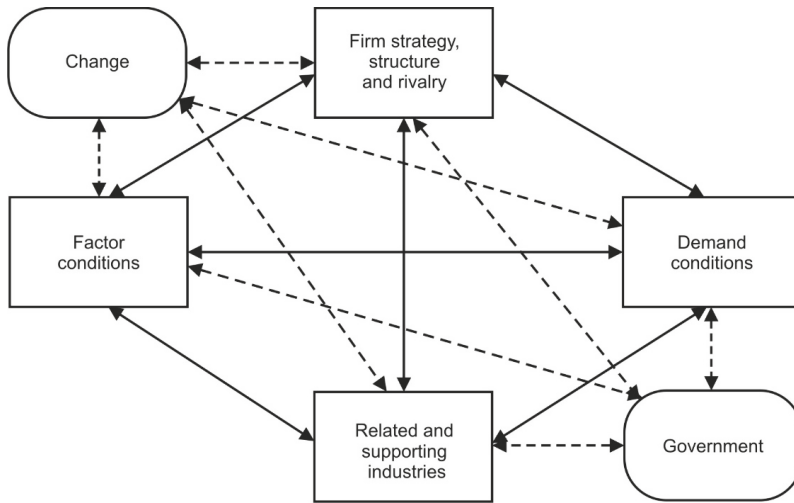 Change
Firm strategy,
structure
and rivalry
Factor
conditions
Demand
conditions
Related and
supporting
industries
Government